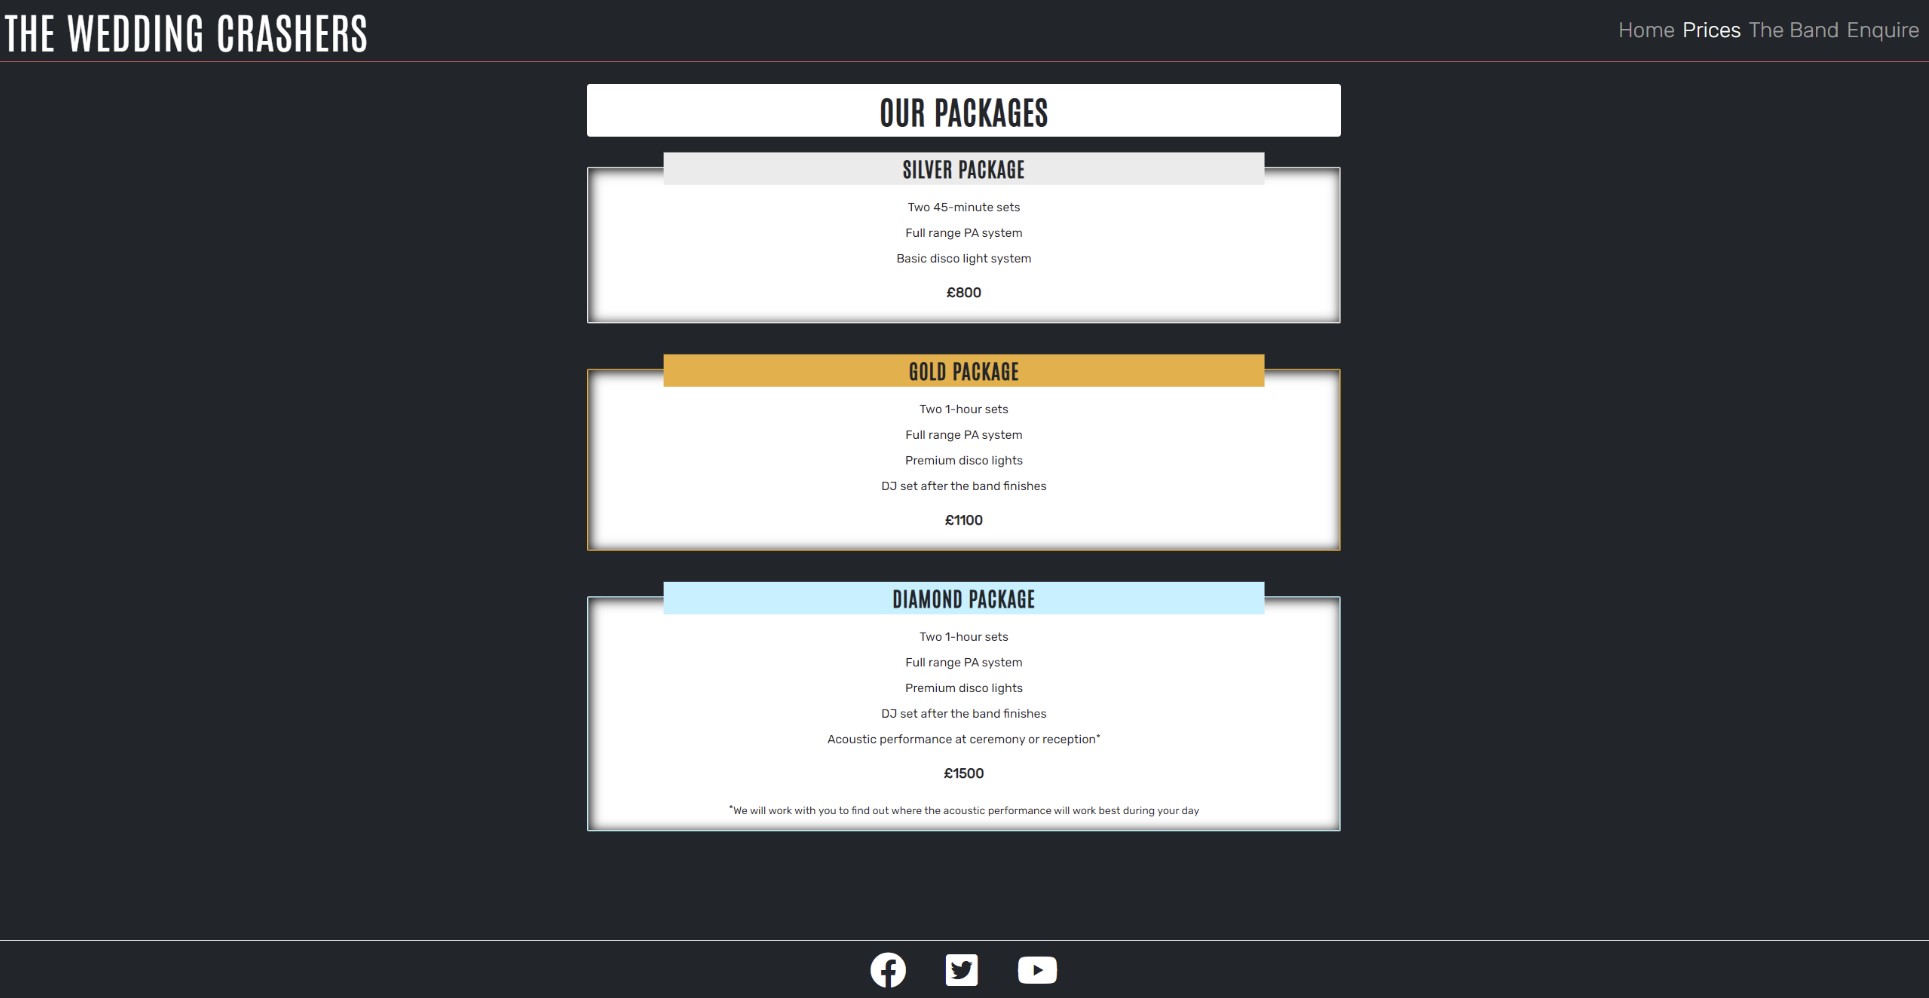 THE WEDDING CRASHERS
Home Prices The Band Enquire
OUR PACKAGES
SILVER PACKAGE
Two 45-minute sets
Full range PA system
Basic disco light system
£800
GOLD PACKAGE
Two 1-hour sets
Full range PA system
Premium disco lights
DJ set after the band finishes
£1100
DIAMOND PACKAGE
Two 1-hour sets
Full range PA system
Premium disco lights
DJ set after the band finishes
Acoustic performance at ceremony or reception*
£1500
*We will work with you to find out where the acoustic performance will work best during your day